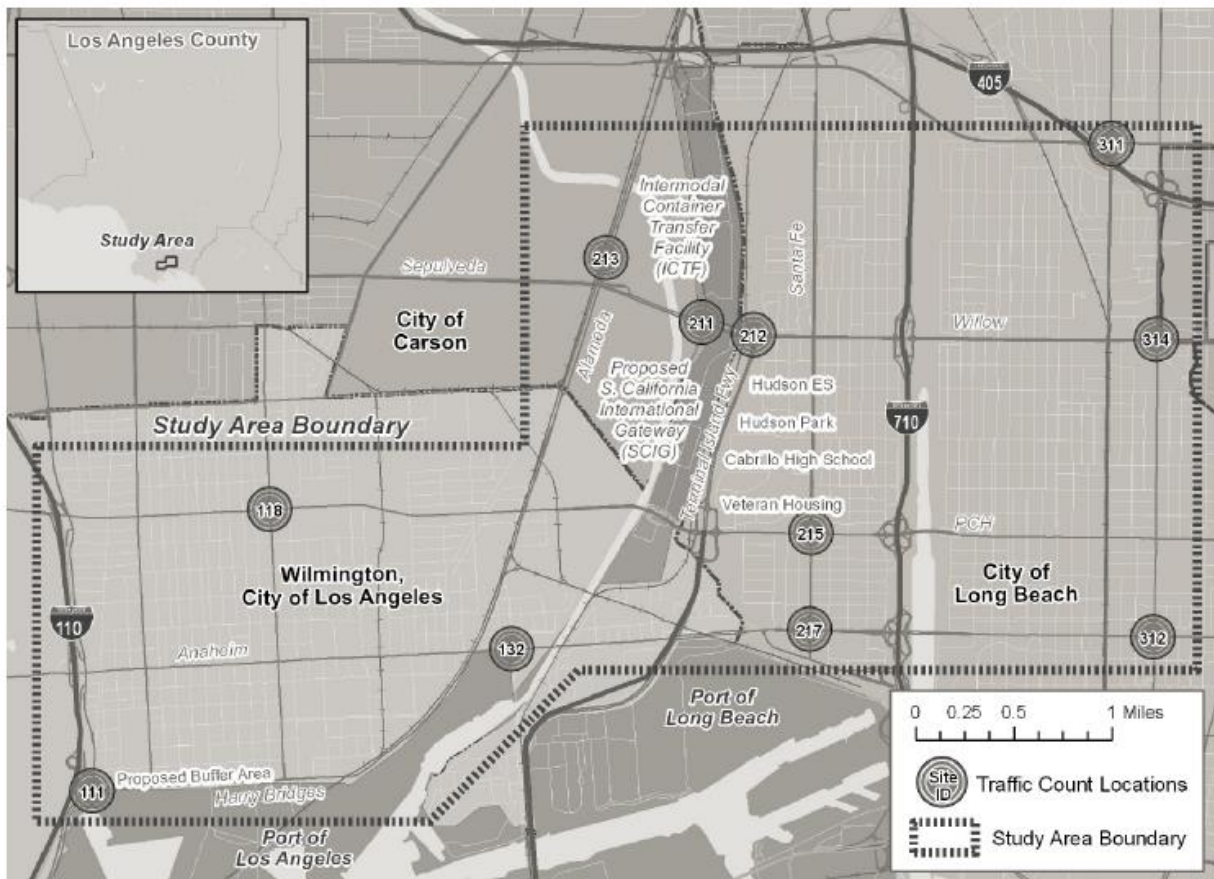 Los Angeles County
Study Area
405
311
Intermodal
Container
Transfer
Facility
(ICTF)
Santa Fe
213
Sepulveda
City of
Carson
211
212
Willow
314
Alameda
Proposed
S. California
International
Gateway
(SCIG)
Terminal Island Fwy
Hudson ES
Hudson Park
Cabrillo High School
Veteran Housing
710
Study Area Boundary
118
215
PCH
Wilmington,
City of Los Angeles
City of
Long Beach
110
Anaheim
132
217
312
Port of
Long Beach
Proposed Buffer Area
111
Harry Bridges
Port of
Los Angeles
0 0.25 0.5 1 Miles
Site
ID
Traffic Count Locations
Study Area Boundary